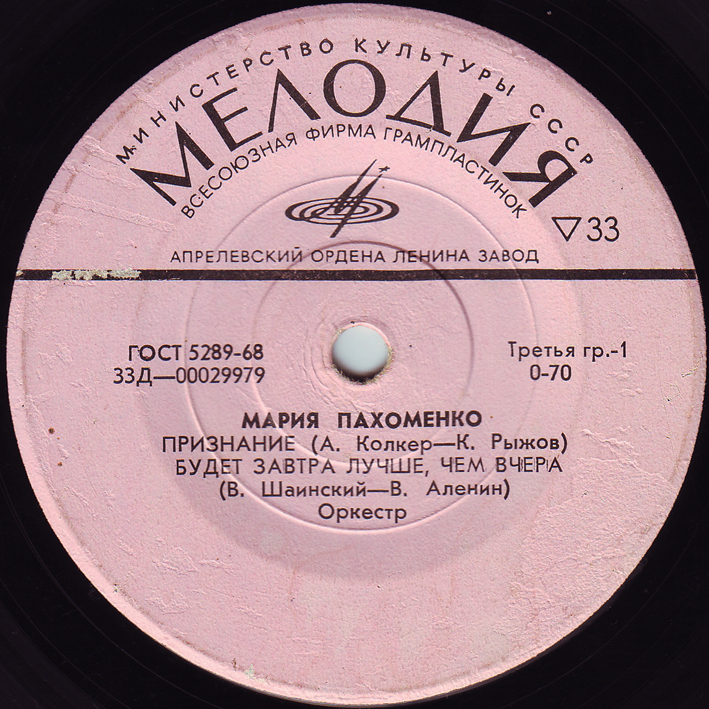 МИНИСТЕРСТВО КУЛЬТУРЫ СССР
МЕЛОДИЯ
ВСЕСОЮЗНАЯ ФИРМА ГРАМПЛАСТИНОК
▽33
АПРЕЛЕВСКИЙ ОРДЕНА ЛЕНИНА ЗАВОД
ГОСТ 5289-68
Третья гр.-1
33Д—00029979
0-70
МАРИЯ ПАХОМЕНКО
ПРИЗНАНИЕ (А. Колкер—К. Рыжов)
БУДЕТ ЗАВТРА ЛУЧШЕ, ЧЕМ ВЧЕРА
(В. Шаинский—В. Аленин)
Оркестр